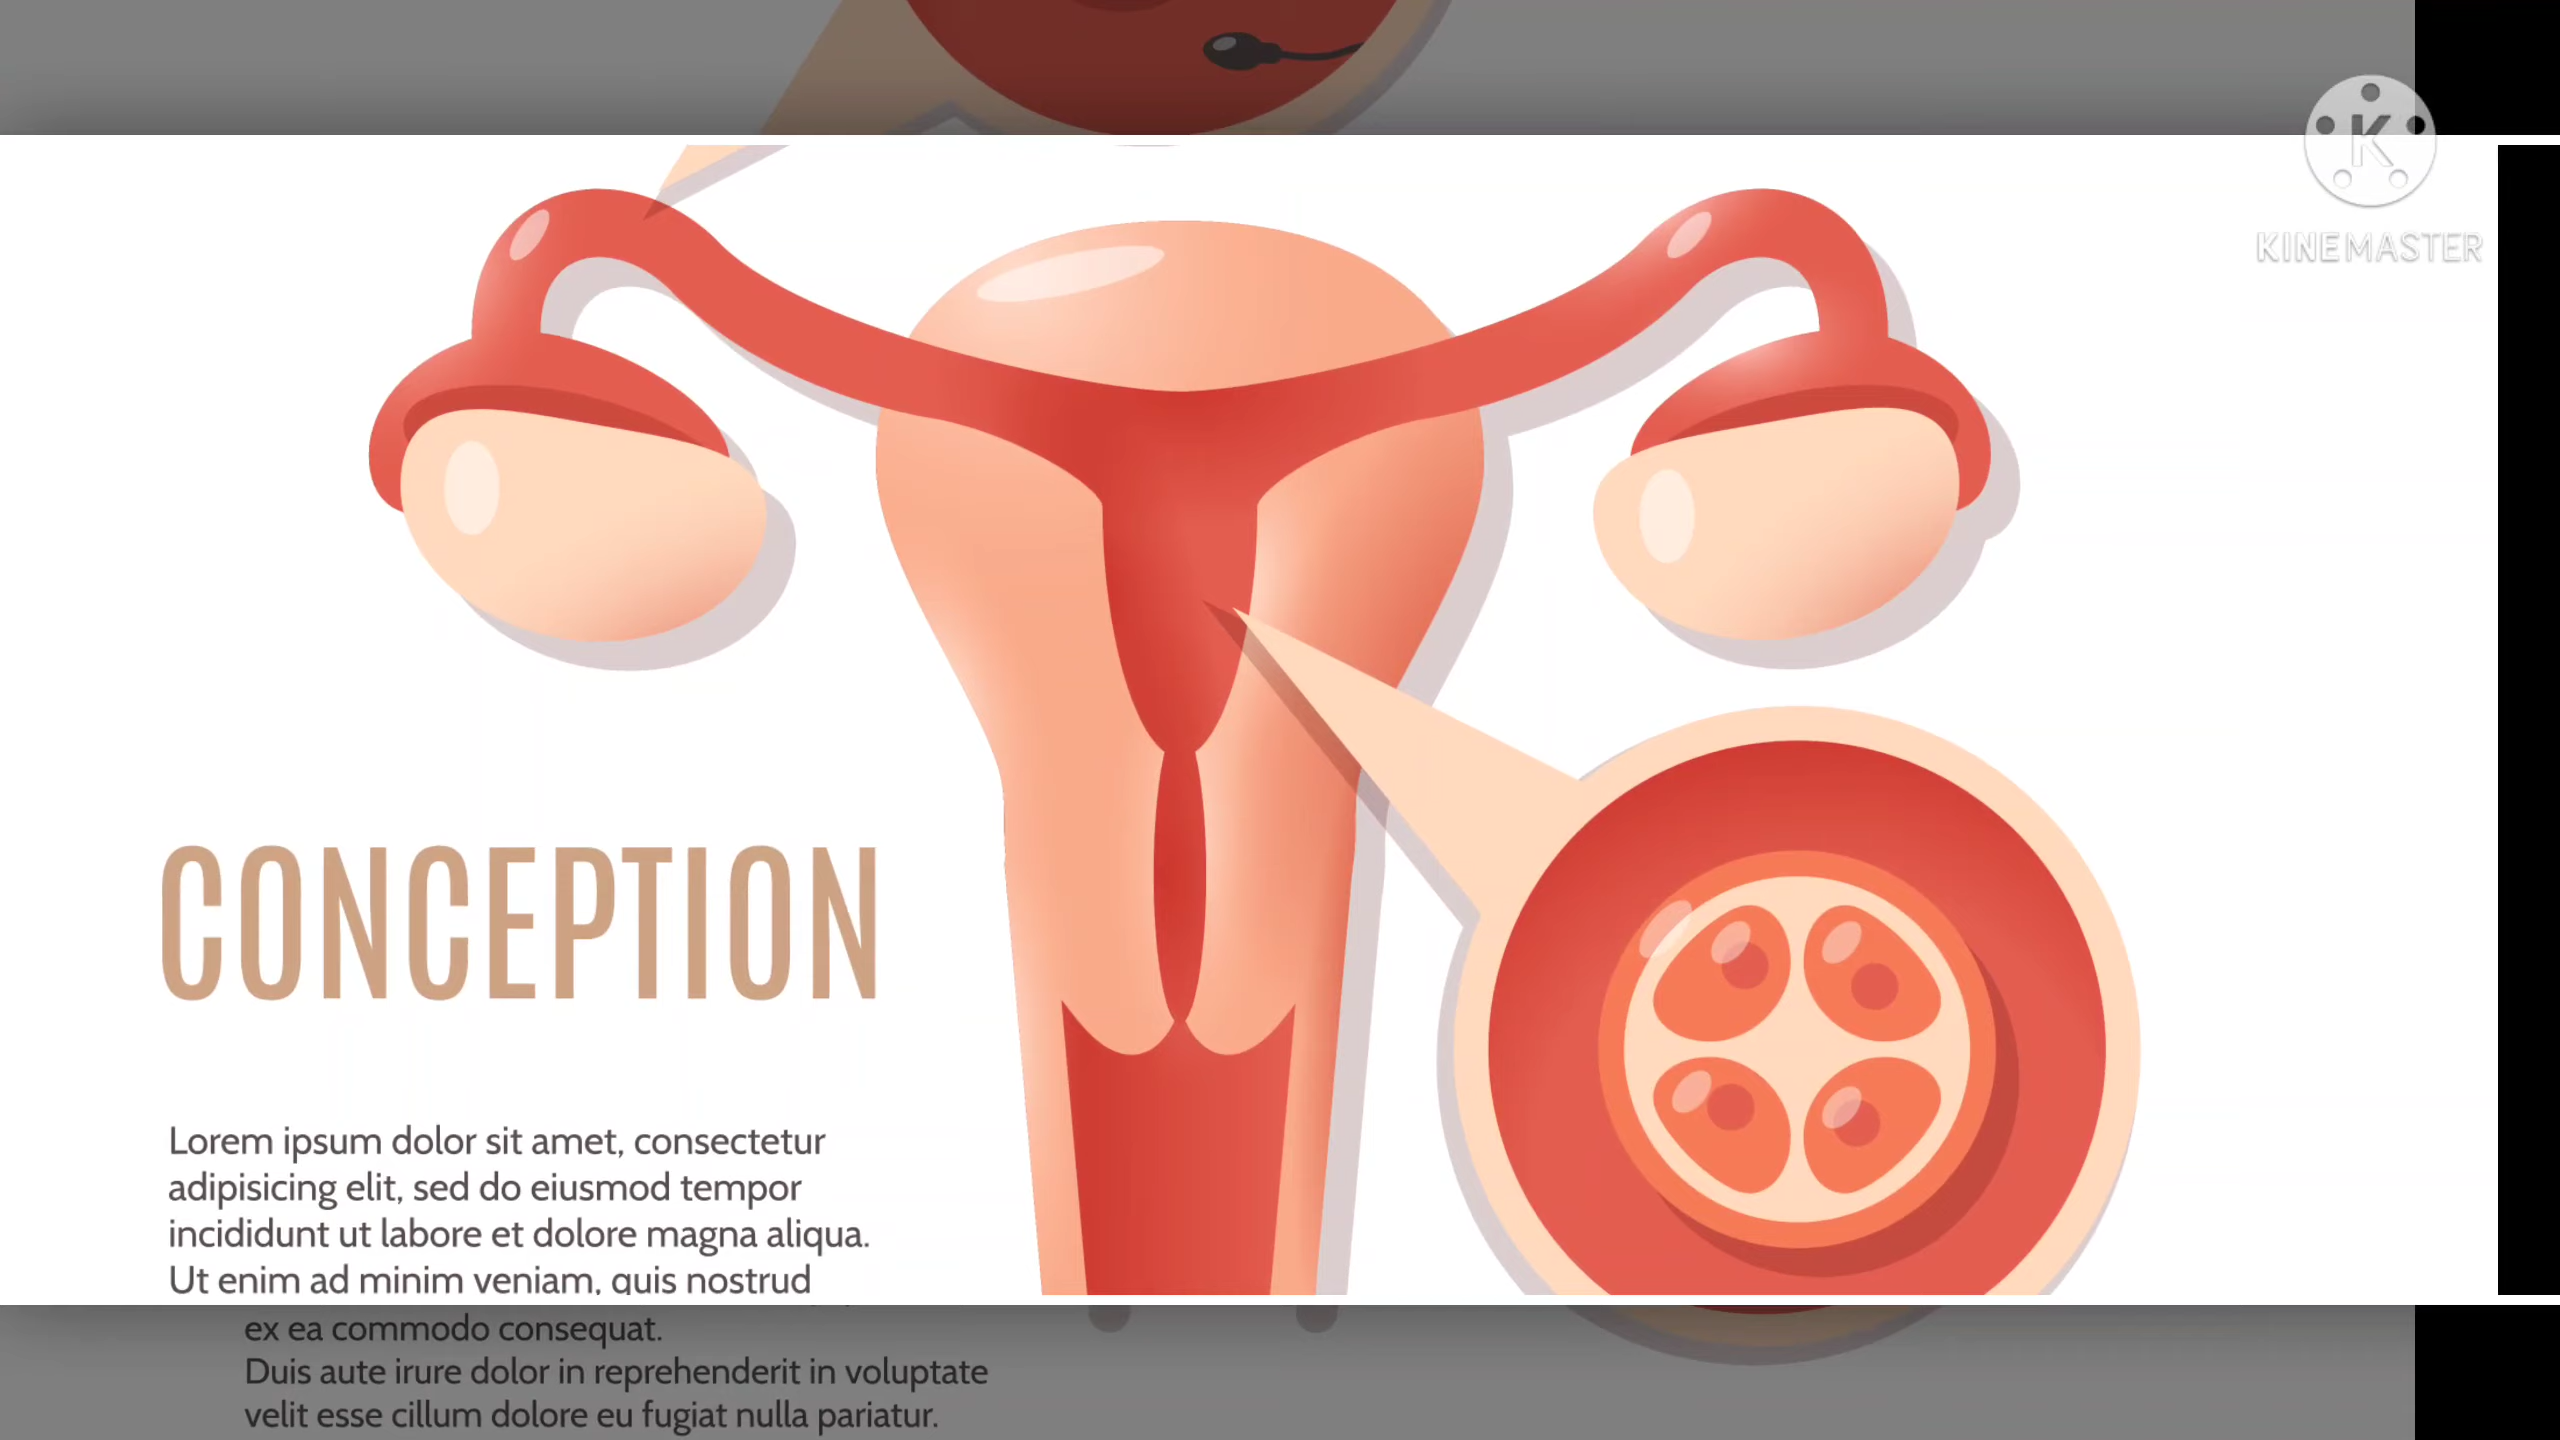 K
KINEMASTER
CONCEPTION
Lorem ipsum dolor sit amet, consectetur
adipisicing elit, sed do eiusmod tempor
incididunt ut labore et dolore magna aliqua.
Ut enim ad minim veniam, quis nostrud
ex ea commodo consequat.
Duis aute irure dolor in reprehenderit in voluptate
velit esse cillum dolore eu fugiat nulla pariatur.